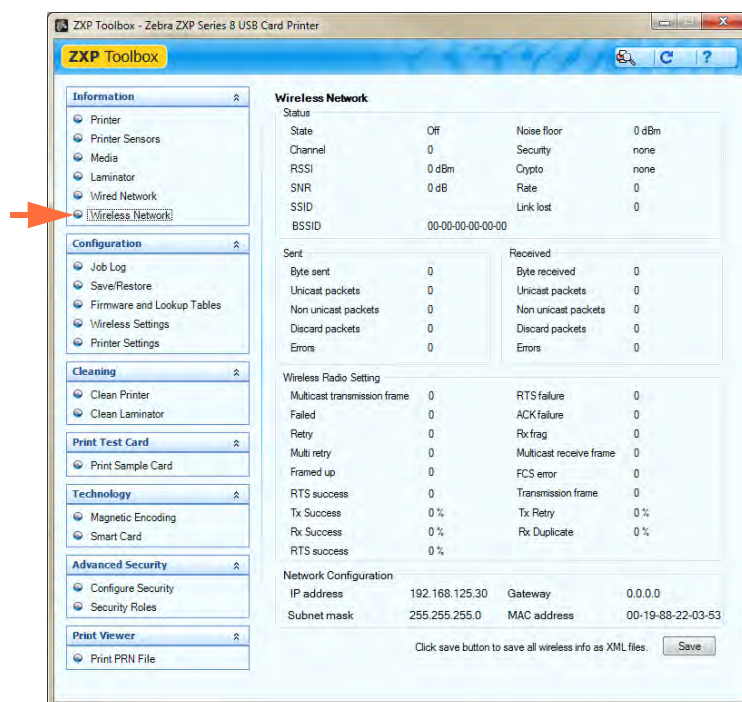 ZXP Toolbox - Zebra ZXP Series 8 USB Card Printer
ZXP Toolbox
?
Information
Printer
Printer Sensors
Media
Laminator
Wired Network
Wireless Network
Configuration
Job Log
Save/Restore
Firmware and Lookup Tables
Wireless Settings
Printer Settings
Cleaning
Clean Printer
Clean Laminator
Print Test Card
Print Sample Card
Technology
Magnetic Encoding
Smart Card
Advanced Security
Configure Security
Security Roles
Print Viewer
Print PRN File
Wireless Network
Status
State Off Noise floor 0 dBm
Channel 0 Security none
RSSI 0 dBm Crypto none
SNR 0 dB Rate 0
SSID Link lost 0
BSSID 00-00-00-00-00-00
Sent
Byte sent 0
Unicast packets 0
Non unicast packets 0
Discard packets 0
Errors 0
Received
Byte received 0
Unicast packets 0
Non unicast packets 0
Discard packets 0
Errors 0
Wireless Radio Setting
Multicast transmission frame 0 RTS failure 0
Failed 0 ACK failure 0
Retry 0 Rx frag 0
Multi retry 0 Multicast receive frame 0
Framed up 0 FCS error 0
RTS success 0 Transmission frame 0
Tx Success 0 % Tx Retry 0 %
Rx Success 0 % Rx Duplicate 0 %
RTS success 0 %
Network Configuration
IP address 192.168.125.30 Gateway 0.0.0.0
Subnet mask 255.255.255.0 MAC address 00-19-88-22-03-53
Click save button to save all wireless info as XML files. Save